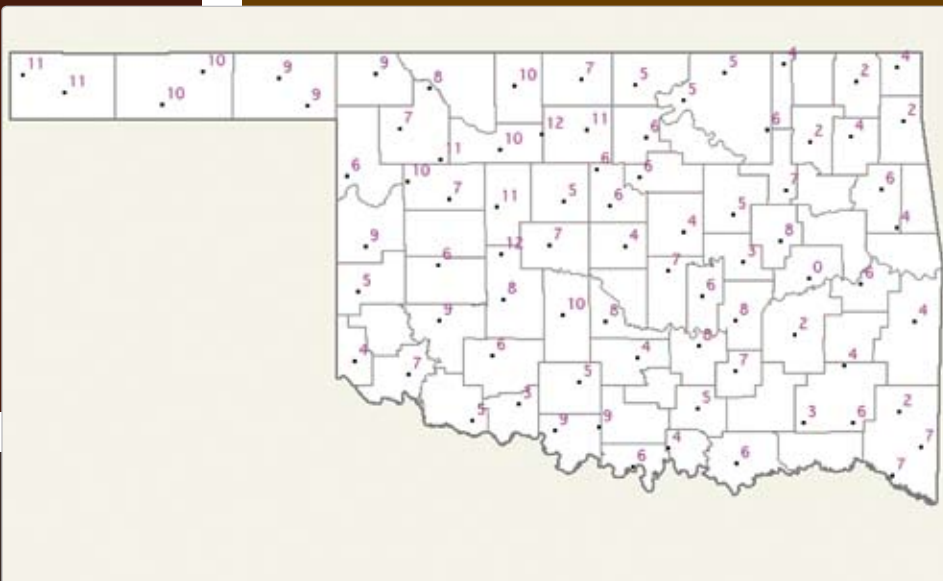 4
11 10 9 9 8 10 7 5 5 2 4
11 10 9 5
7 12 11 6 6 2 4 2
11 10
6 10 7 11 5 6 6 6 7 6
5 4
9 6 12 7 4 4 3 8 0 6
5 8 7 6
9 10 8 8 2 4
4 7 6 4 8 7 4
5
5 3 9 9 5 3 6 2
6 4 6 7
7